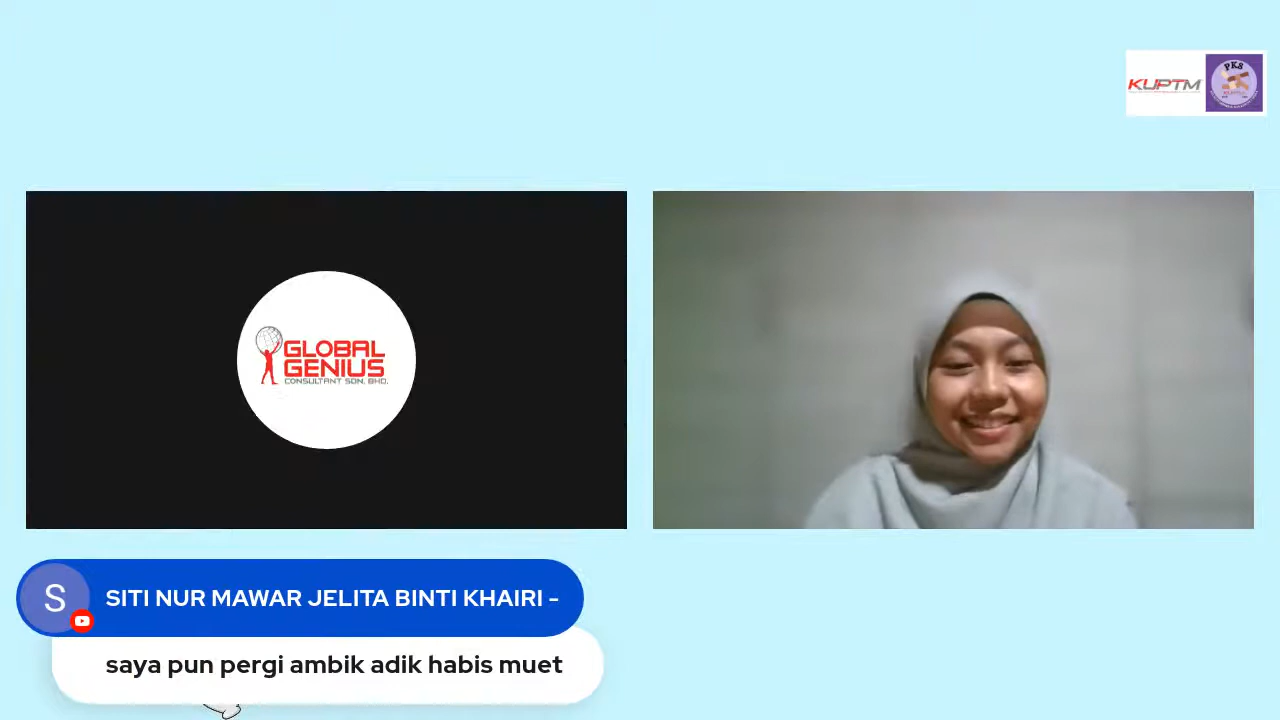 KUPTM
PKS
GLOBAL
GENIUS
CONSULTANT SDN. BHD.
S
SITI NUR MAWAR JELITA BINTI KHAIRI -
saya pun pergi ambik adik habis muet